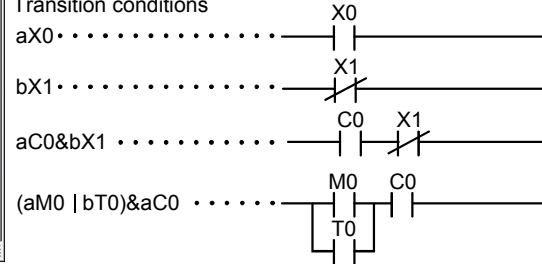 Transition conditions
X0
aX0 · · · · · · · · · · · · · · ·
X1
bX1 · · · · · · · · · · · · · · ·
C0 X1
aC0&bX1 · · · · · · · · · ·
M0 C0
(aM0 | bT0)&aC0 · · · · · ·
T0